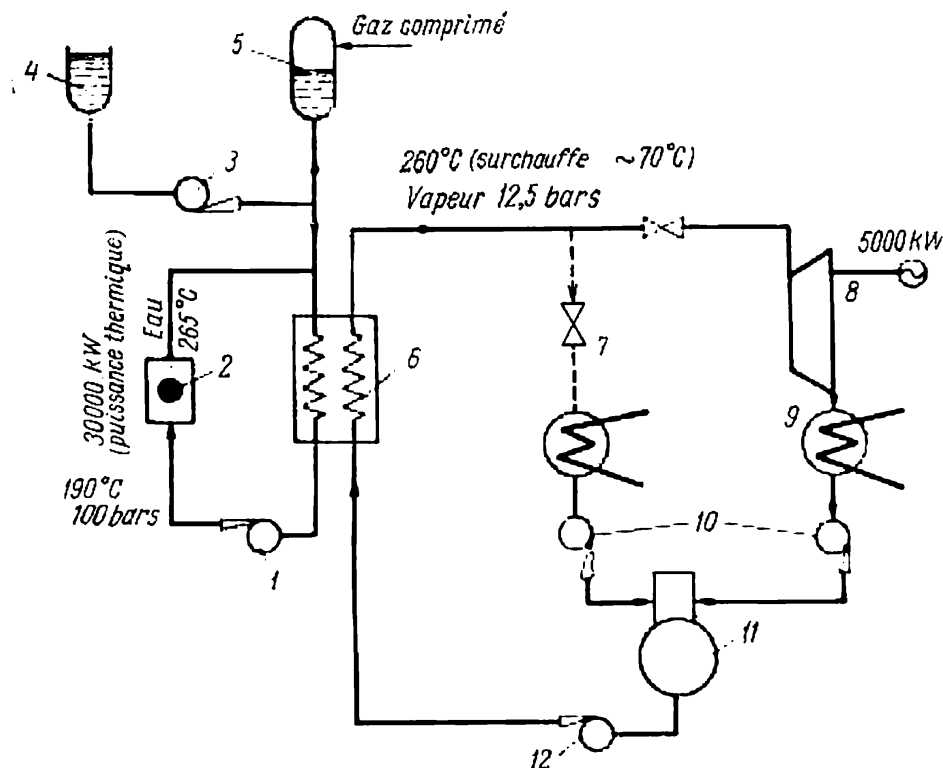 Gaz comprimé
5
4
3
260°C (surchauffe ~70°C)
Vapeur 12,5 bars
5000 kW
8
30000 kW
(puissance thermique)
Eau
265°C
2
6
7
9
190°C
100 bars
1
10
11
12